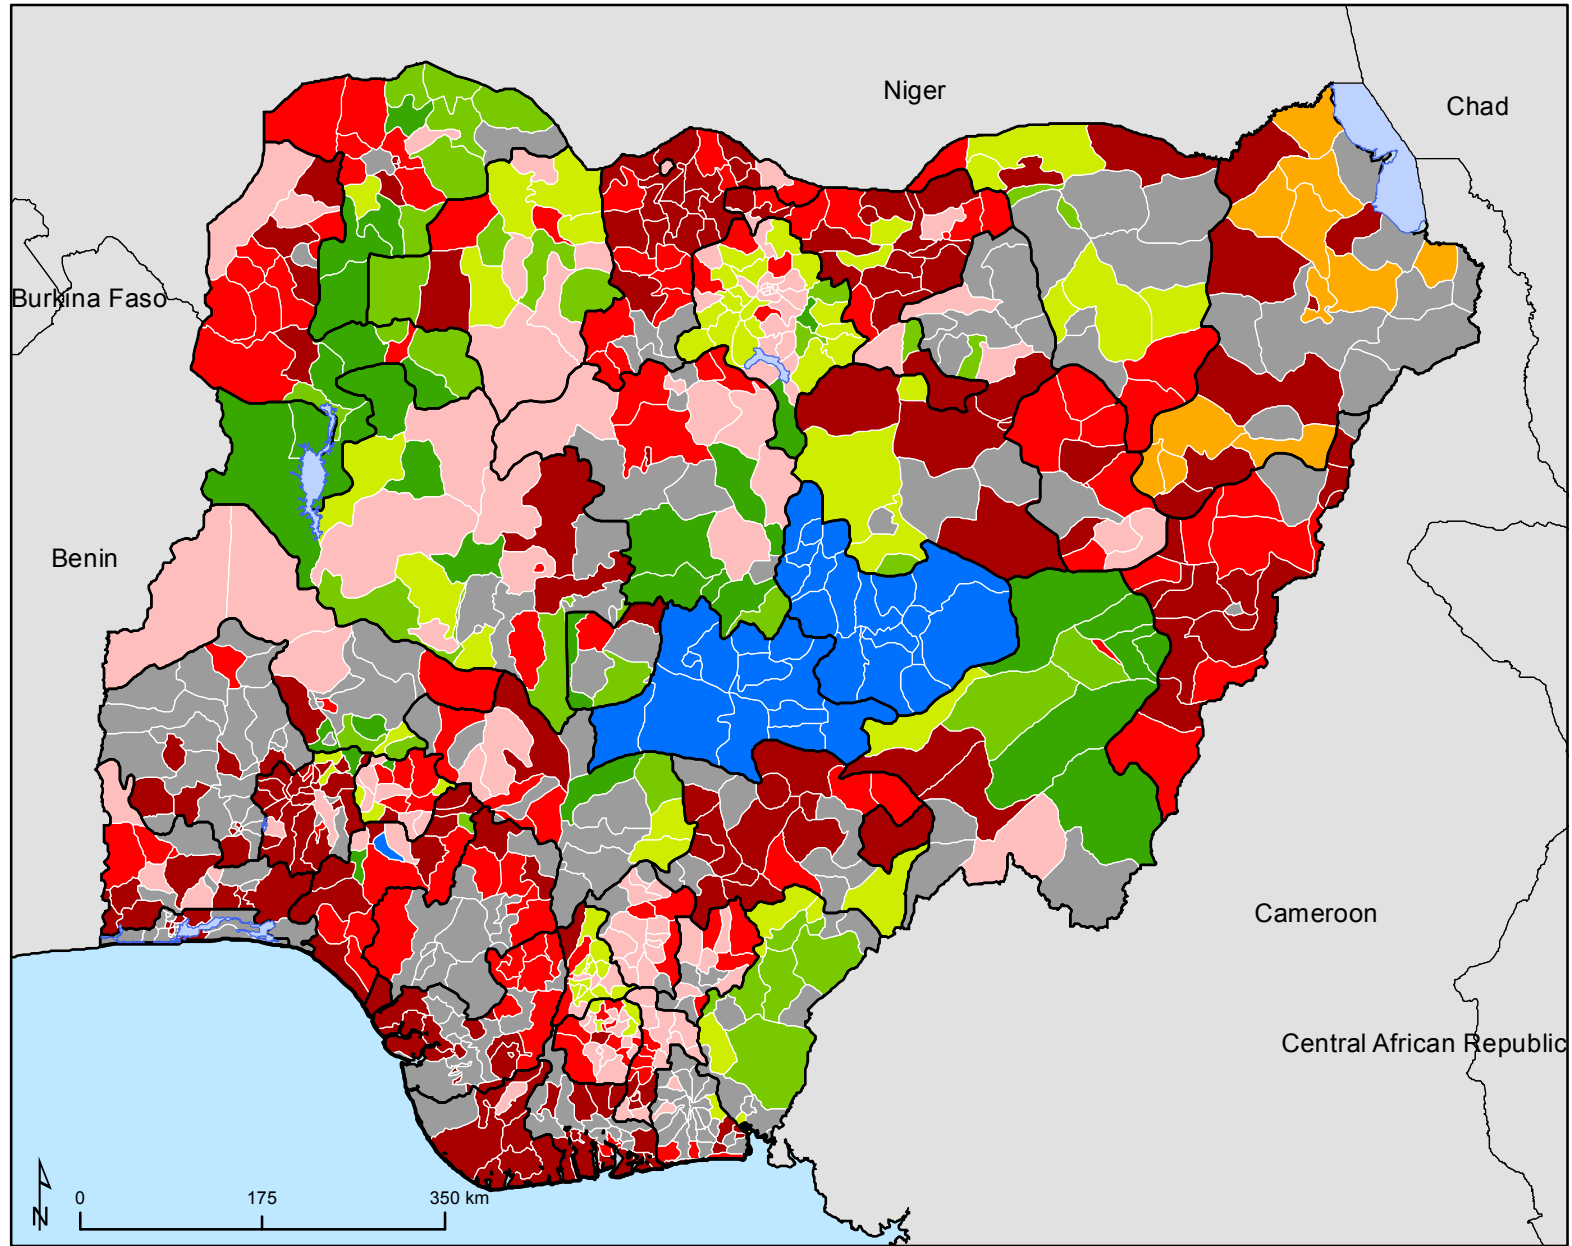 Niger
Chad
Burkina Faso
Benin
Cameroon
Central African Republic
N
0 175 350 km